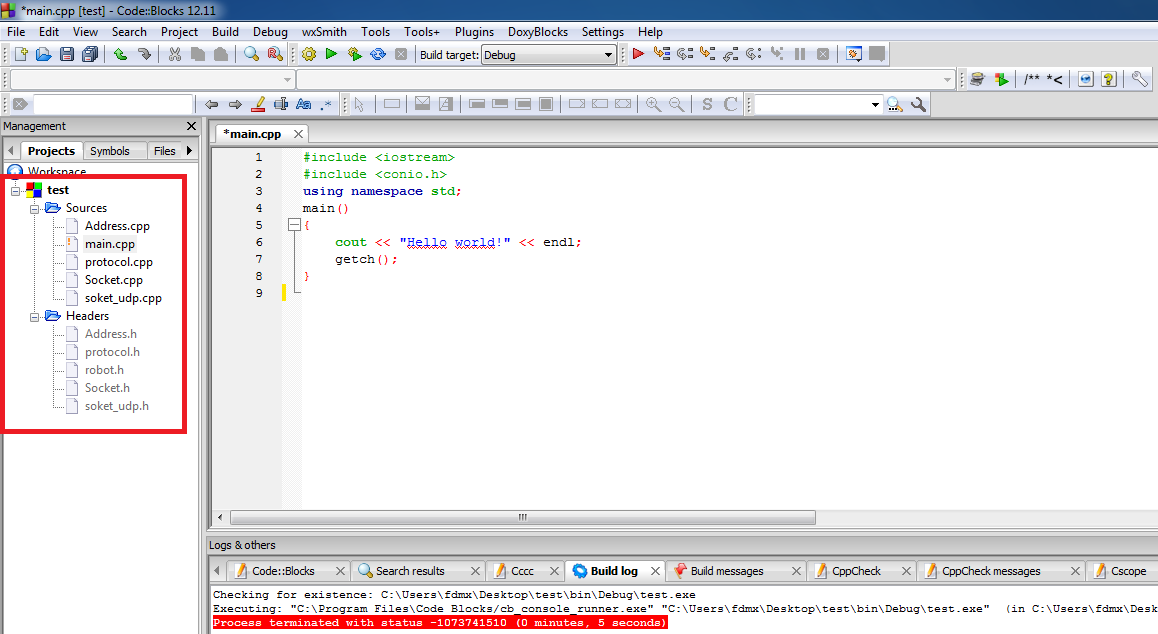 *main.cpp [test] - Code::Blocks 12.11
File Edit View Search Project Build Debug wxSmith Tools Tools+ Plugins DoxyBlocks Settings Help
Build target: Debug
/** *<
S C
Management
Projects Symbols Files
Workspace
test
Sources
Address.cpp
main.cpp
protocol.cpp
Socket.cpp
soket_udp.cpp
Headers
Address.h
protocol.h
robot.h
Socket.h
soket_udp.h
*main.cpp
1 #include <iostream>
2 #include <conio.h>
3 using namespace std;
4 main()
5 {
6 cout << "Hello world!" << endl;
7 getch();
8 }
9
Logs & others
Code::Blocks Search results Cccc Build log Build messages CppCheck CppCheck messages Cscope
Checking for existence: C:\Users\fdmx\Desktop\test\bin\Debug\test.exe
Executing: "C:\Program Files\Code Blocks/cb_console_runner.exe" "C:\Users\fdmx\Desktop\test\bin\Debug\test.exe" (in C:\Users\fdmx\Desk
Process terminated with status -1073741510 (0 minutes, 5 seconds)